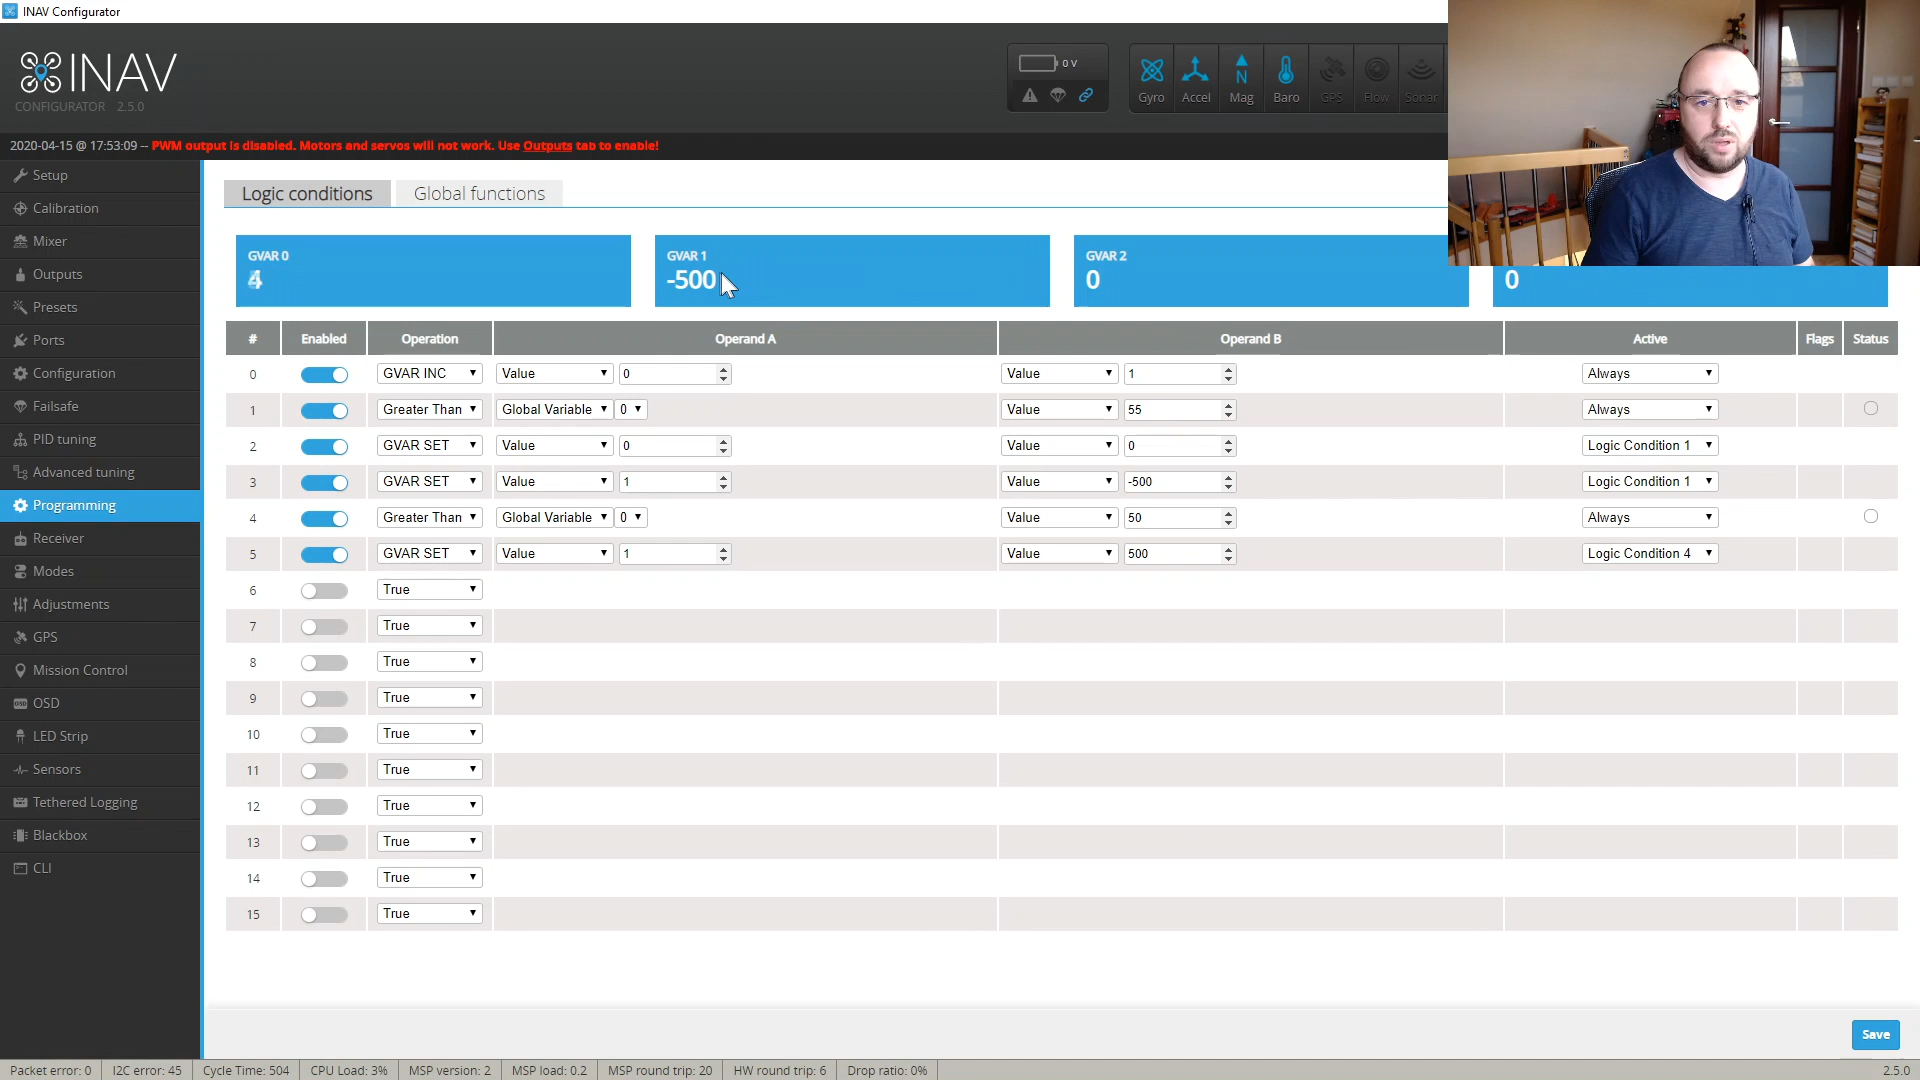 INAV Configurator
INAV
CONFIGURATOR 2.5.0
0 V
Gyro Accel Mag Baro GPS Flow Sonar
2020-04-15 @ 17:53:09 -- PWM output is disabled. Motors and servos will not work. Use Outputs tab to enable!
Setup
Calibration
Mixer
Outputs
Presets
Ports
Configuration
Failsafe
PID tuning
Advanced tuning
Programming
Receiver
Modes
Adjustments
GPS
Mission Control
OSD
LED Strip
Sensors
Tethered Logging
Blackbox
CLI
Logic conditions Global functions
GVAR 0 GVAR 1 GVAR 2
4 -500 0 0
# Enabled Operation Operand A Operand B Active Flags Status
0 GVAR INC Value 0 Value 1 Always
1 Greater Than Global Variable 0 Value 55 Always
2 GVAR SET Value 0 Value 0 Logic Condition 1
3 GVAR SET Value 1 Value -500 Logic Condition 1
4 Greater Than Global Variable 0 Value 50 Always
5 GVAR SET Value 1 Value 500 Logic Condition 4
6 True
7 True
8 True
9 True
10 True
11 True
12 True
13 True
14 True
15 True
Save
Packet error: 0 I2C error: 45 Cycle Time: 504 CPU Load: 3% MSP version: 2 MSP load: 0.2 MSP round trip: 20 HW round trip: 6 Drop ratio: 0% 2.5.0